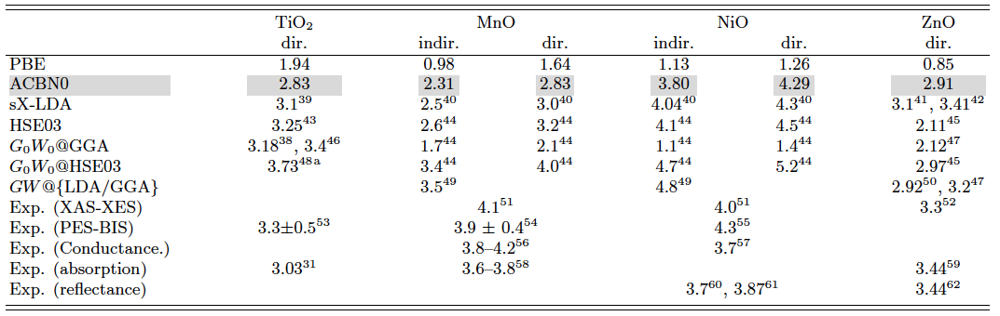 TiO2 MnO NiO ZnO
dir. indir. dir. indir. dir. dir.
PBE 1.94 0.98 1.64 1.13 1.26 0.85
ACBN0 2.83 2.31 2.83 3.80 4.29 2.91
sX-LDA 3.1^39 2.5^40 3.0^40 4.04^40 4.3^40 3.1^41, 3.41^42
HSE03 3.25^43 2.6^44 3.2^44 4.1^44 4.5^44 2.11^45
G0W0@GGA 3.18^38, 3.4^46 1.7^44 2.1^44 1.1^44 1.4^44 2.12^47
G0W0@HSE03 3.73^48a 3.4^44 4.0^44 4.7^44 5.2^44 2.97^45
GW@{LDA/GGA} 3.5^49 4.8^49 2.92^50, 3.2^47
Exp. (XAS-XES) 4.1^51 4.0^51 3.3^52
Exp. (PES-BIS) 3.3±0.5^53 3.9 ± 0.4^54 4.3^55
Exp. (Conductance.) 3.8–4.2^56 3.7^57
Exp. (absorption) 3.03^31 3.6–3.8^58 3.44^59
Exp. (reflectance) 3.7^60, 3.87^61 3.44^62